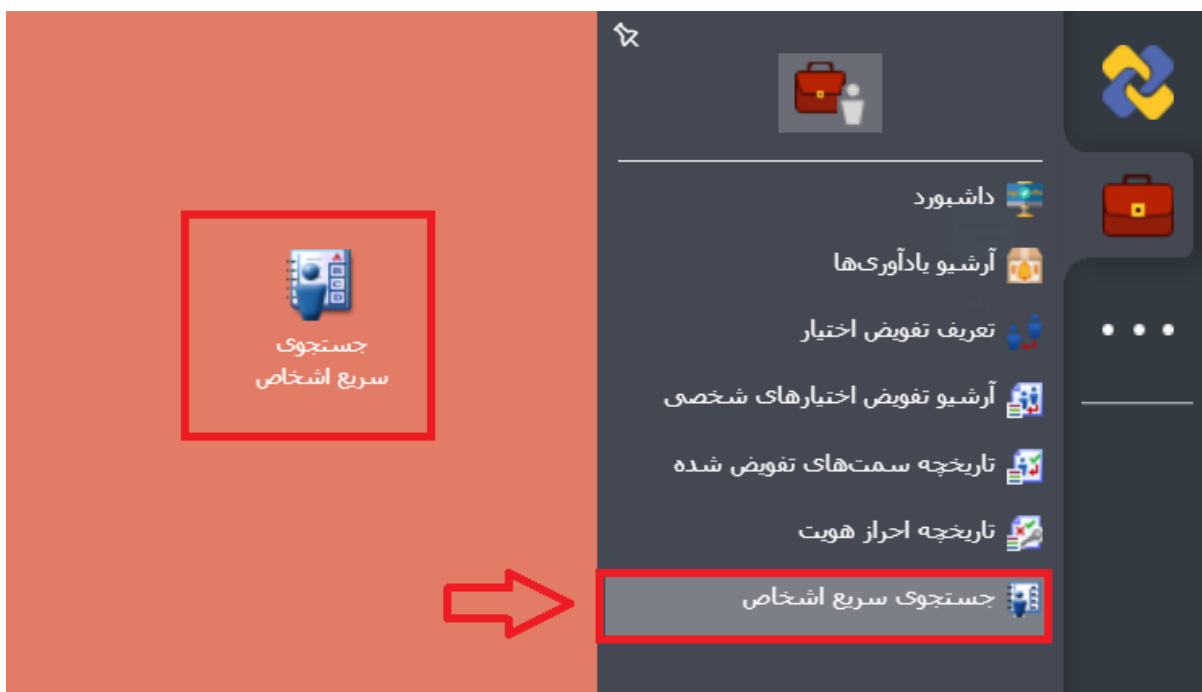 داشبورد
آرشیو یادآوری‌ها
تعریف تفویض اختیار
آرشیو تفویض اختیارهای شخصی
تاریخچه سمت‌های تفویض شده
تاریخچه احراز هویت
جستجوی سریع اشخاص
جستجوی
سریع اشخاص